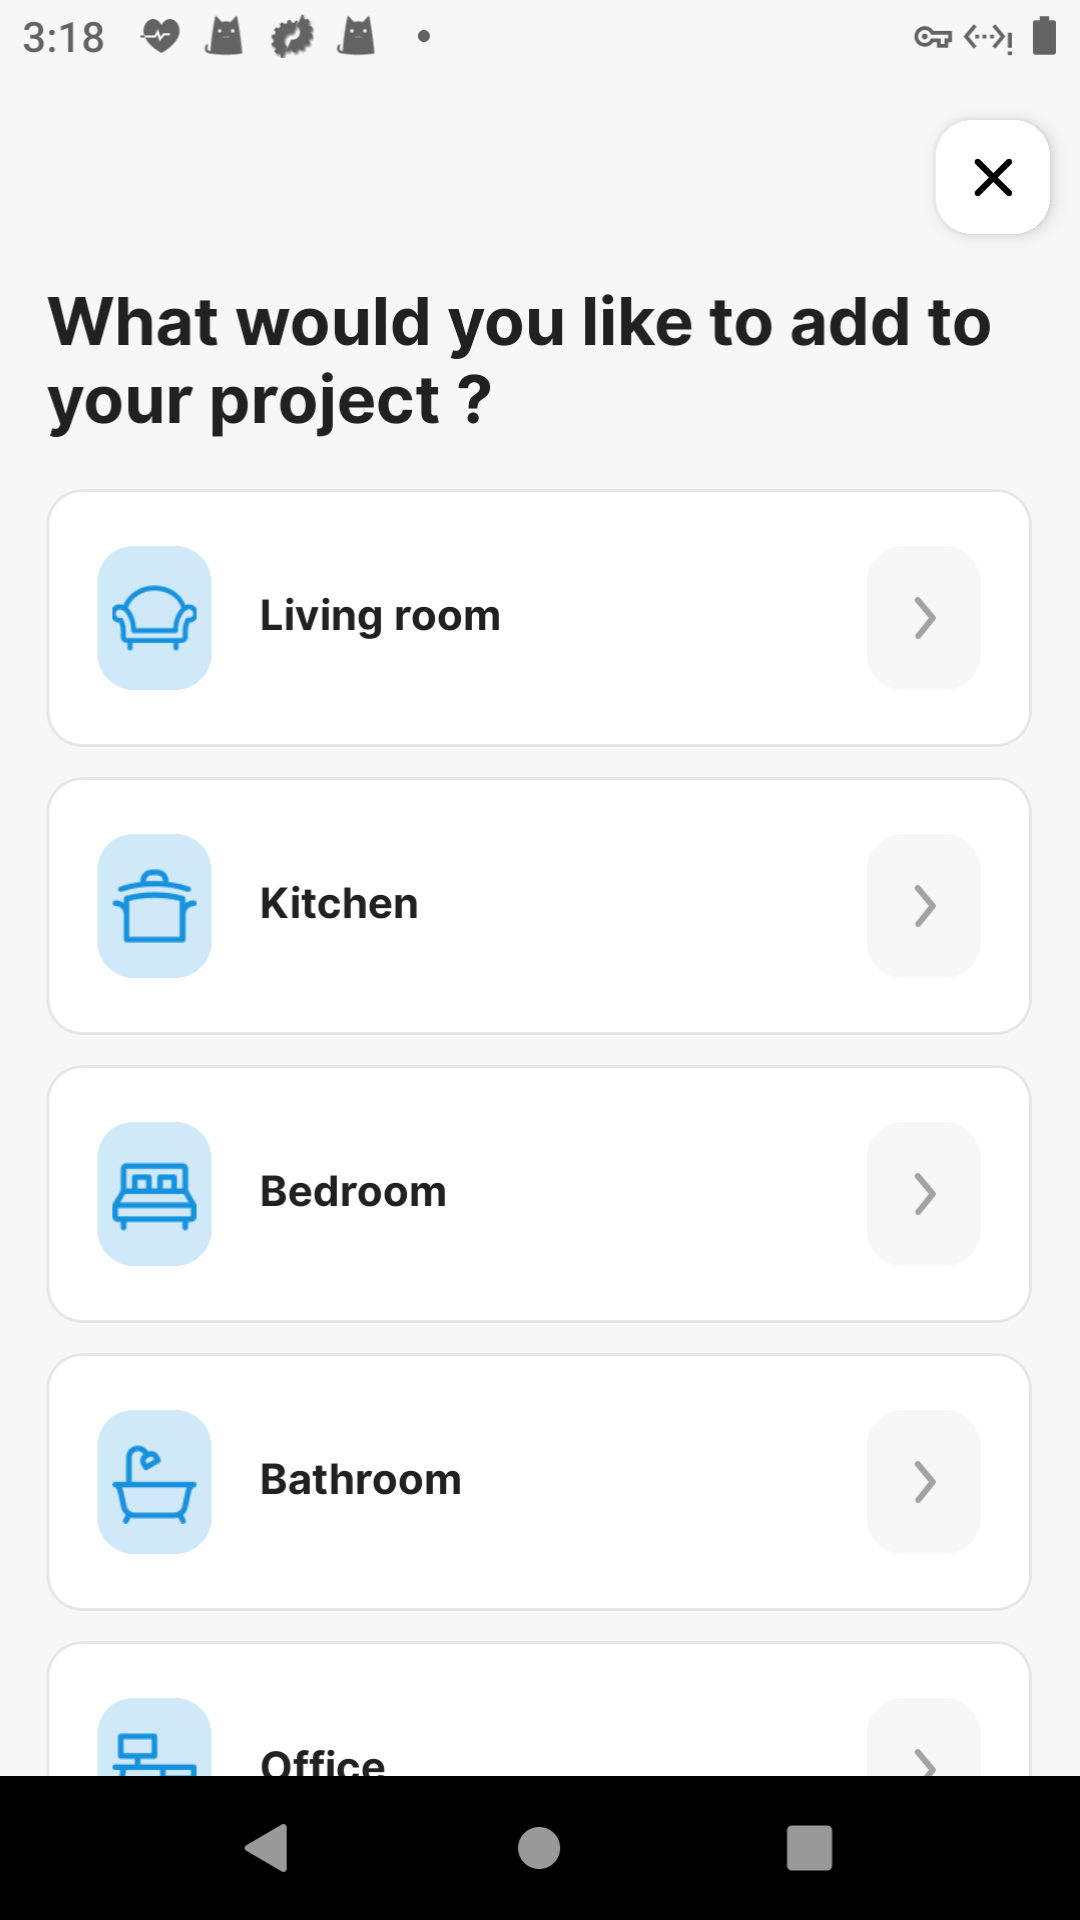 3:18
What would you like to add to
your project ?
Living room
Kitchen
Bedroom
Bathroom
Office